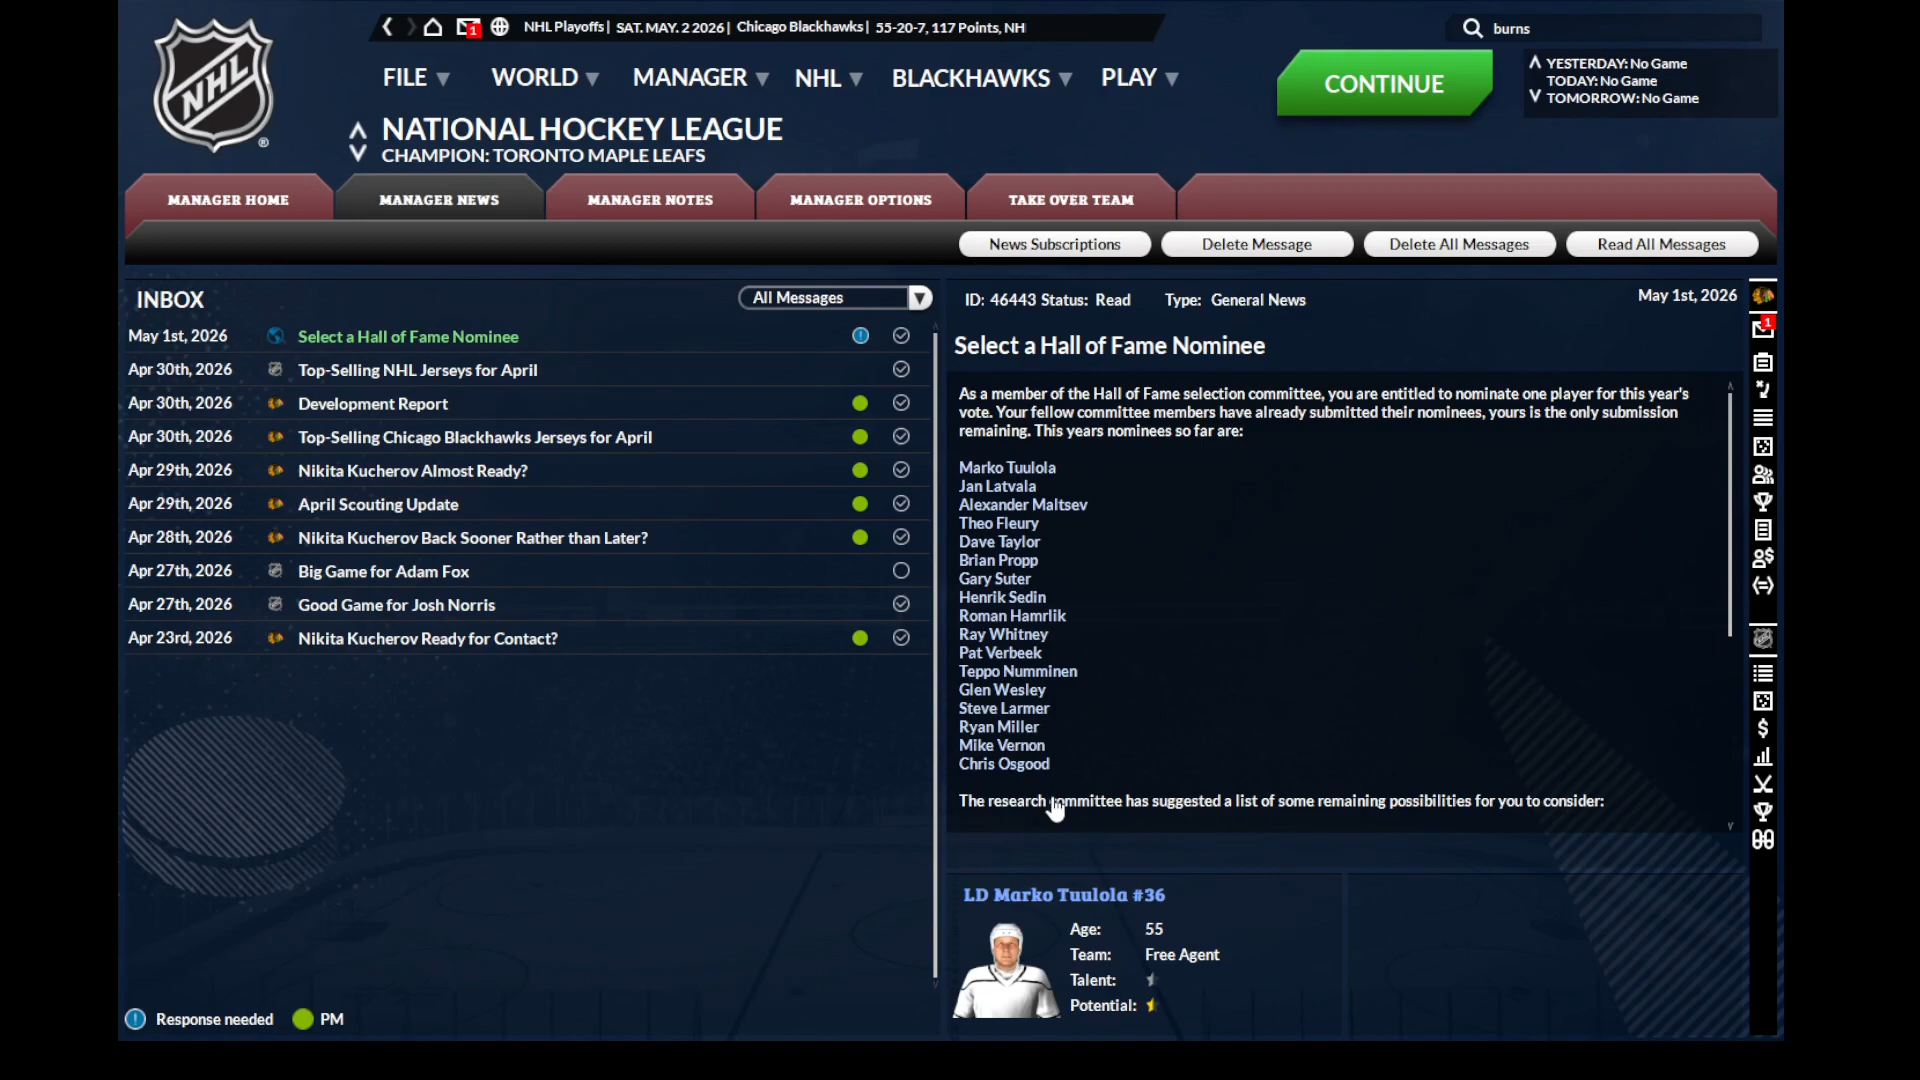 NHL
NHL Playoffs| SAT. MAY. 2 2026| Chicago Blackhawks| 55-20-7, 117 Points, NH
burns
FILE WORLD MANAGER NHL BLACKHAWKS PLAY
CONTINUE
YESTERDAY: No Game
TODAY: No Game
TOMORROW: No Game
NATIONAL HOCKEY LEAGUE
CHAMPION: TORONTO MAPLE LEAFS
MANAGER HOME MANAGER NEWS MANAGER NOTES MANAGER OPTIONS TAKE OVER TEAM
News Subscriptions Delete Message Delete All Messages Read All Messages
INBOX
All Messages
May 1st, 2026 Select a Hall of Fame Nominee
Apr 30th, 2026 Top-Selling NHL Jerseys for April
Apr 30th, 2026 Development Report
Apr 30th, 2026 Top-Selling Chicago Blackhawks Jerseys for April
Apr 29th, 2026 Nikita Kucherov Almost Ready?
Apr 29th, 2026 April Scouting Update
Apr 28th, 2026 Nikita Kucherov Back Sooner Rather than Later?
Apr 27th, 2026 Big Game for Adam Fox
Apr 27th, 2026 Good Game for Josh Norris
Apr 23rd, 2026 Nikita Kucherov Ready for Contact?
Response needed PM
ID: 46443 Status: Read Type: General News
May 1st, 2026
1
1
Select a Hall of Fame Nominee
As a member of the Hall of Fame selection committee, you are entitled to nominate one player for this year's
vote. Your fellow committee members have already submitted their nominees, yours is the only submission
remaining. This years nominees so far are:
Marko Tuulola
Jan Latvala
Alexander Maltsev
Theo Fleury
Dave Taylor
Brian Propp
Gary Suter
Henrik Sedin
Roman Hamrlik
Ray Whitney
Pat Verbeek
Teppo Numminen
Glen Wesley
Steve Larmer
Ryan Miller
Mike Vernon
Chris Osgood
The research committee has suggested a list of some remaining possibilities for you to consider:
LD Marko Tuulola #36
Age: 55
Team: Free Agent
Talent:
Potential: